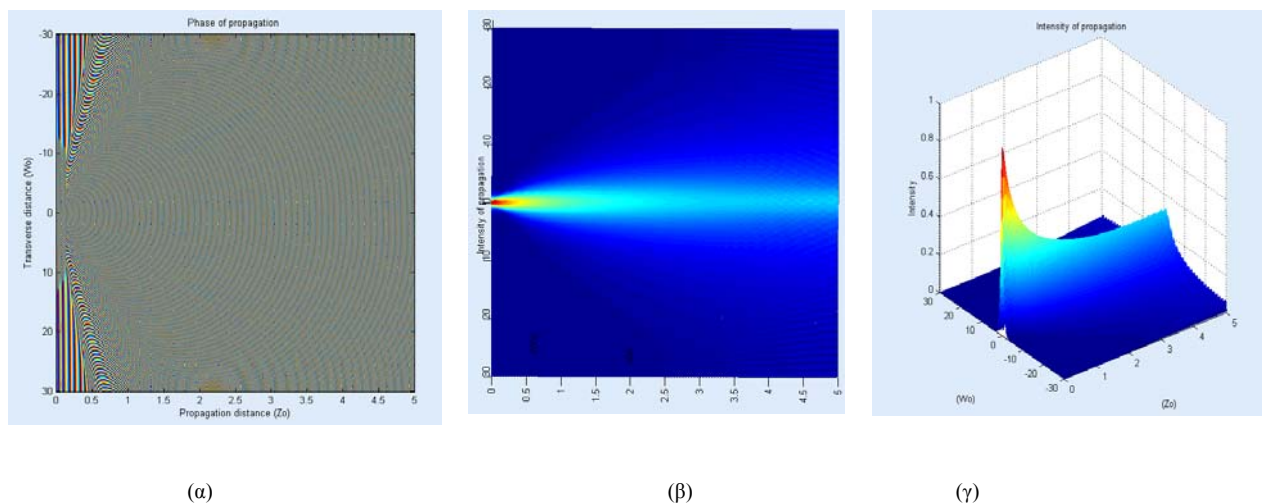 Phase of propagation
Transverse distance (Wo)
-30
-20
-10
0
10
20
30
0 0.5 1 1.5 2 2.5 3 3.5 4 4.5 5
Propagation distance (Zo)
Intensity of propagation
0 0.5 1 1.5 2 2.5 3 3.5 4 4.5 5
Intensity of propagation
Intensity
1
0.8
0.6
0.4
0.2
0
30
20
10
0
-10
-20
-30
0 1 2 3 4 5
(Wo)
(Zo)
(α) (β) (γ)